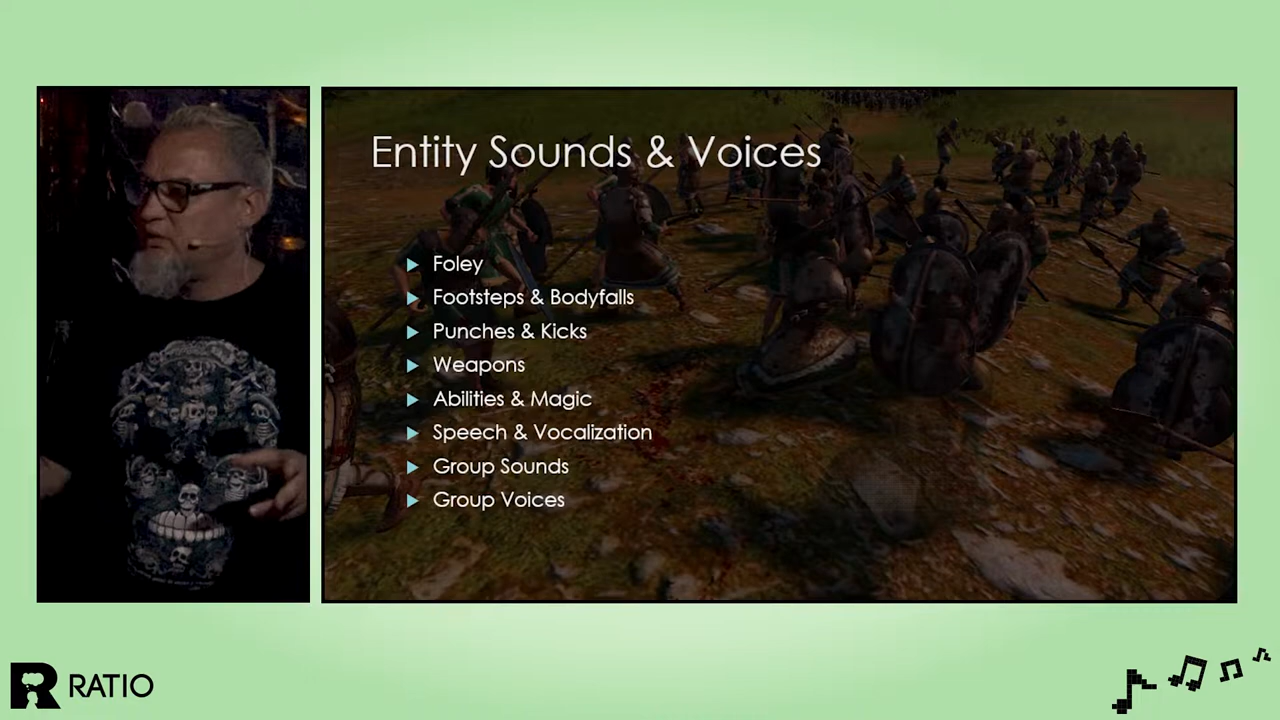 Entity Sounds & Voices
Foley
Footsteps & Bodyfalls
Punches & Kicks
Weapons
Abilities & Magic
Speech & Vocalization
Group Sounds
Group Voices
RATIO